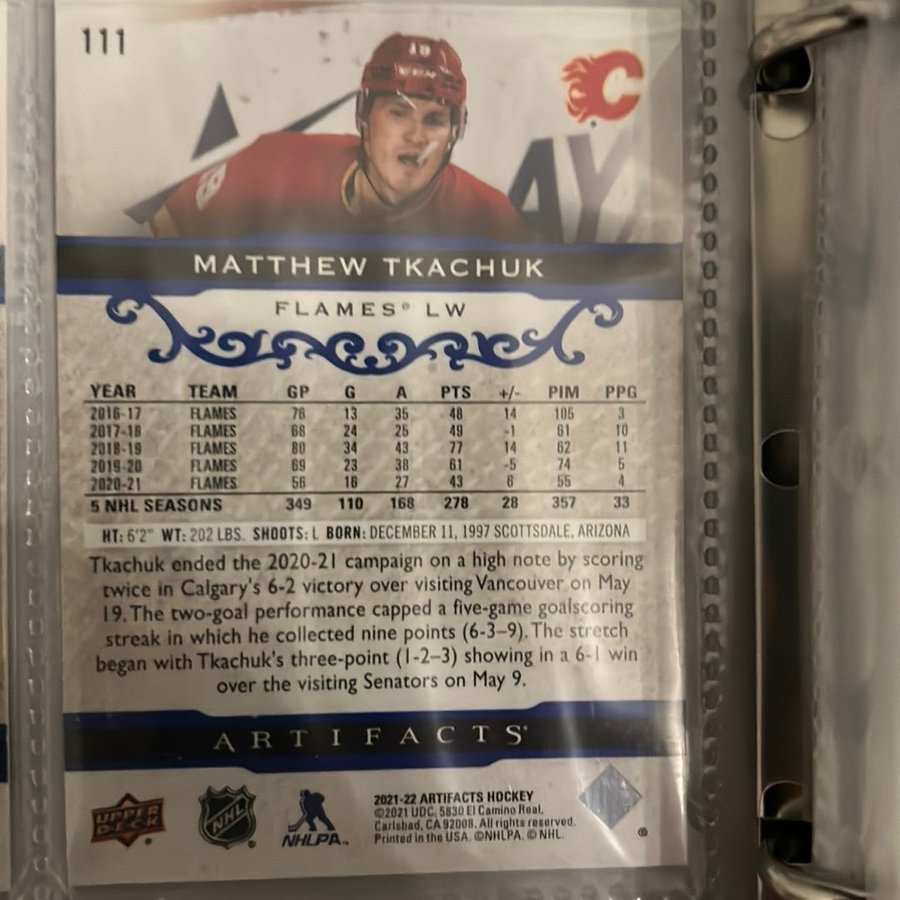 111
19
AY
MATTHEW TKACHUK
FLAMES® LW
YEAR TEAM GP G A PTS +/- PIM PPG
2016-17 FLAMES 76 13 35 48 14 105 3
2017-18 FLAMES 68 24 25 49 -1 61 10
2018-19 FLAMES 80 34 43 77 14 62 11
2019-20 FLAMES 69 23 38 61 -5 74 5
2020-21 FLAMES 56 16 27 43 6 55 4
5 NHL SEASONS 349 110 168 278 28 357 33
HT: 6'2" WT: 202 LBS. SHOOTS: L BORN: DECEMBER 11, 1997 SCOTTSDALE, ARIZONA
Tkachuk ended the 2020-21 campaign on a high note by scoring
twice in Calgary's 6-2 victory over visiting Vancouver on May
19. The two-goal performance capped a five-game goalscoring
streak in which he collected nine points (6-3–9). The stretch
began with Tkachuk's three-point (1-2–3) showing in a 6-1 win
over the visiting Senators on May 9.
ARTIFACTS
UPPER DECK
NHL
NHLPA
2021-22 ARTIFACTS HOCKEY
©2021 UDC. 5830 El Camino Real,
Carlsbad, CA 92008. All rights reserved.
Printed in the USA. ©NHLPA. © NHL.